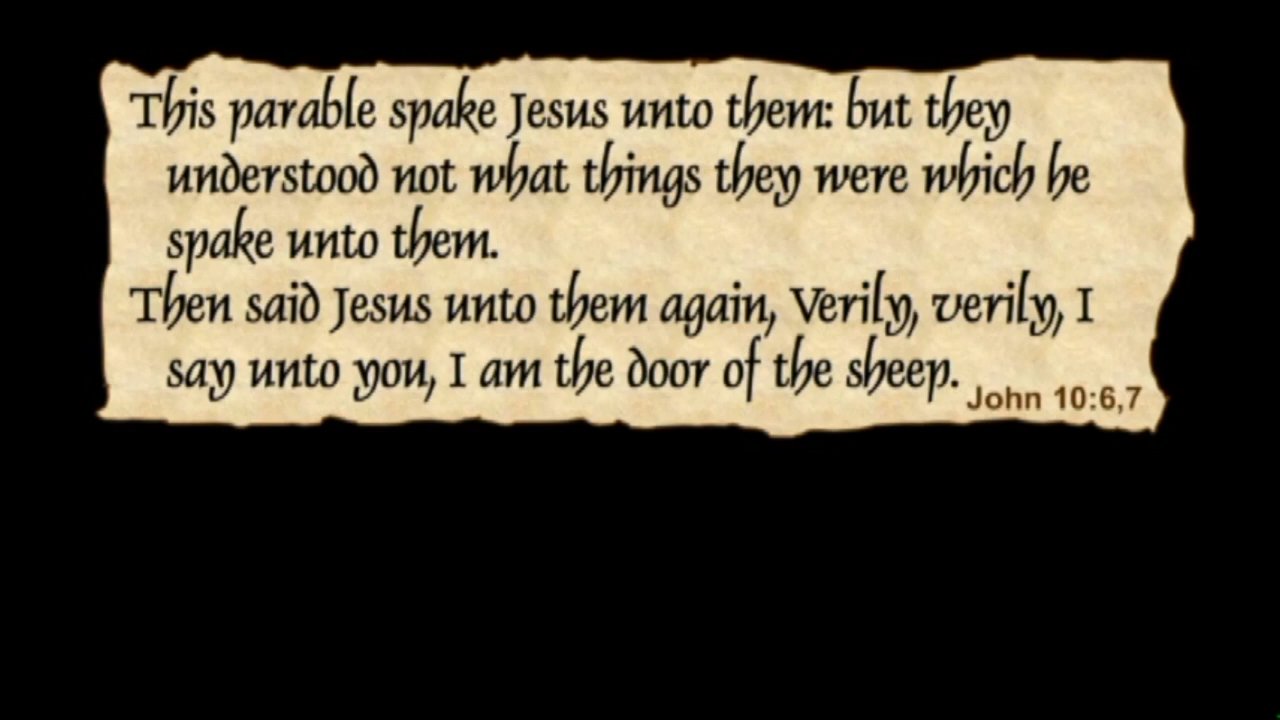 This parable spake Jesus unto them: but they
understood not what things they were which he
spake unto them.
Then said Jesus unto them again, Verily, verily, I
say unto you, I am the door of the sheep.
John 10:6,7